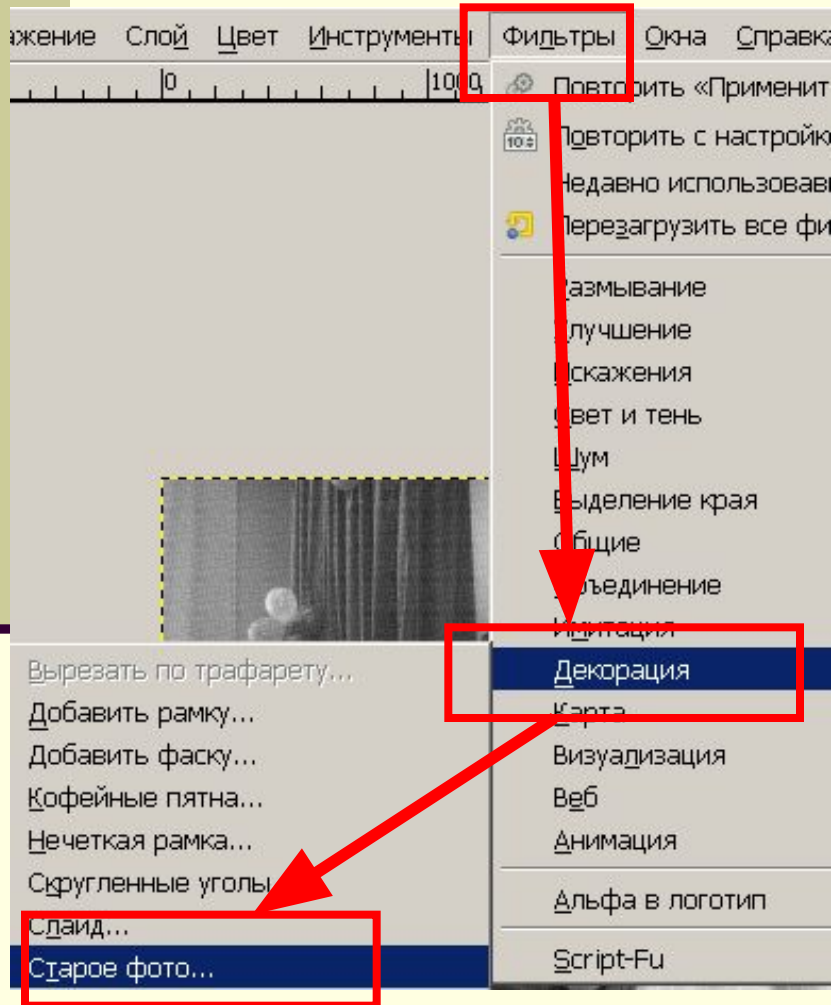 жение Слой Цвет Инструменты Фильтры Окна Справка
0 1000
Повторить «Применит
Повторить с настройк
Недавно использовав
Перезагрузить все фи
Размывание
Улучшение
Искажения
Свет и тень
Шум
Выделение края
Общие
Объединение
Имитация
Декорация
Карта
Визуализация
Веб
Анимация
Альфа в логотип
Script-Fu
Вырезать по трафарету...
Добавить рамку...
Добавить фаску...
Кофейные пятна...
Нечеткая рамка...
Скругленные углы
Слайд...
Старое фото...